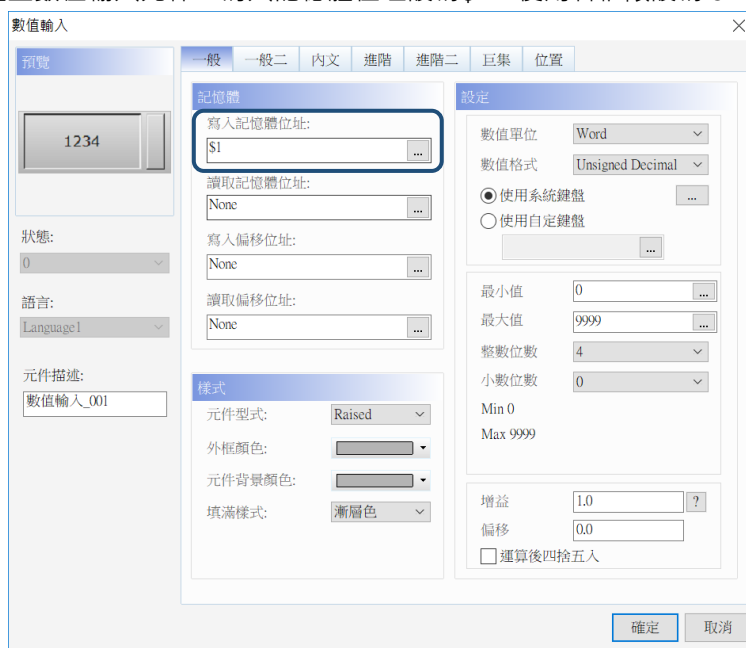 數值輸入
預覽
1234
狀態:
0
語言:
Language1
元件描述:
數值輸入_001
一般 一般二 內文 進階 進階二 巨集 位置
記憶體
寫入記憶體位址:
$1 ...
讀取記憶體位址:
None ...
寫入偏移位址:
None ...
讀取偏移位址:
None ...
樣式
元件型式: Raised
外框顏色:
元件背景顏色:
填滿樣式: 漸層色
設定
數值單位 Word
數值格式 Unsigned Decimal
使用系統鍵盤 ...
使用自定鍵盤
...
最小值 0 ...
最大值 9999 ...
整數位數 4
小數位數 0
Min 0
Max 9999
增益 1.0 ?
偏移 0.0
運算後四捨五入
確定 取消